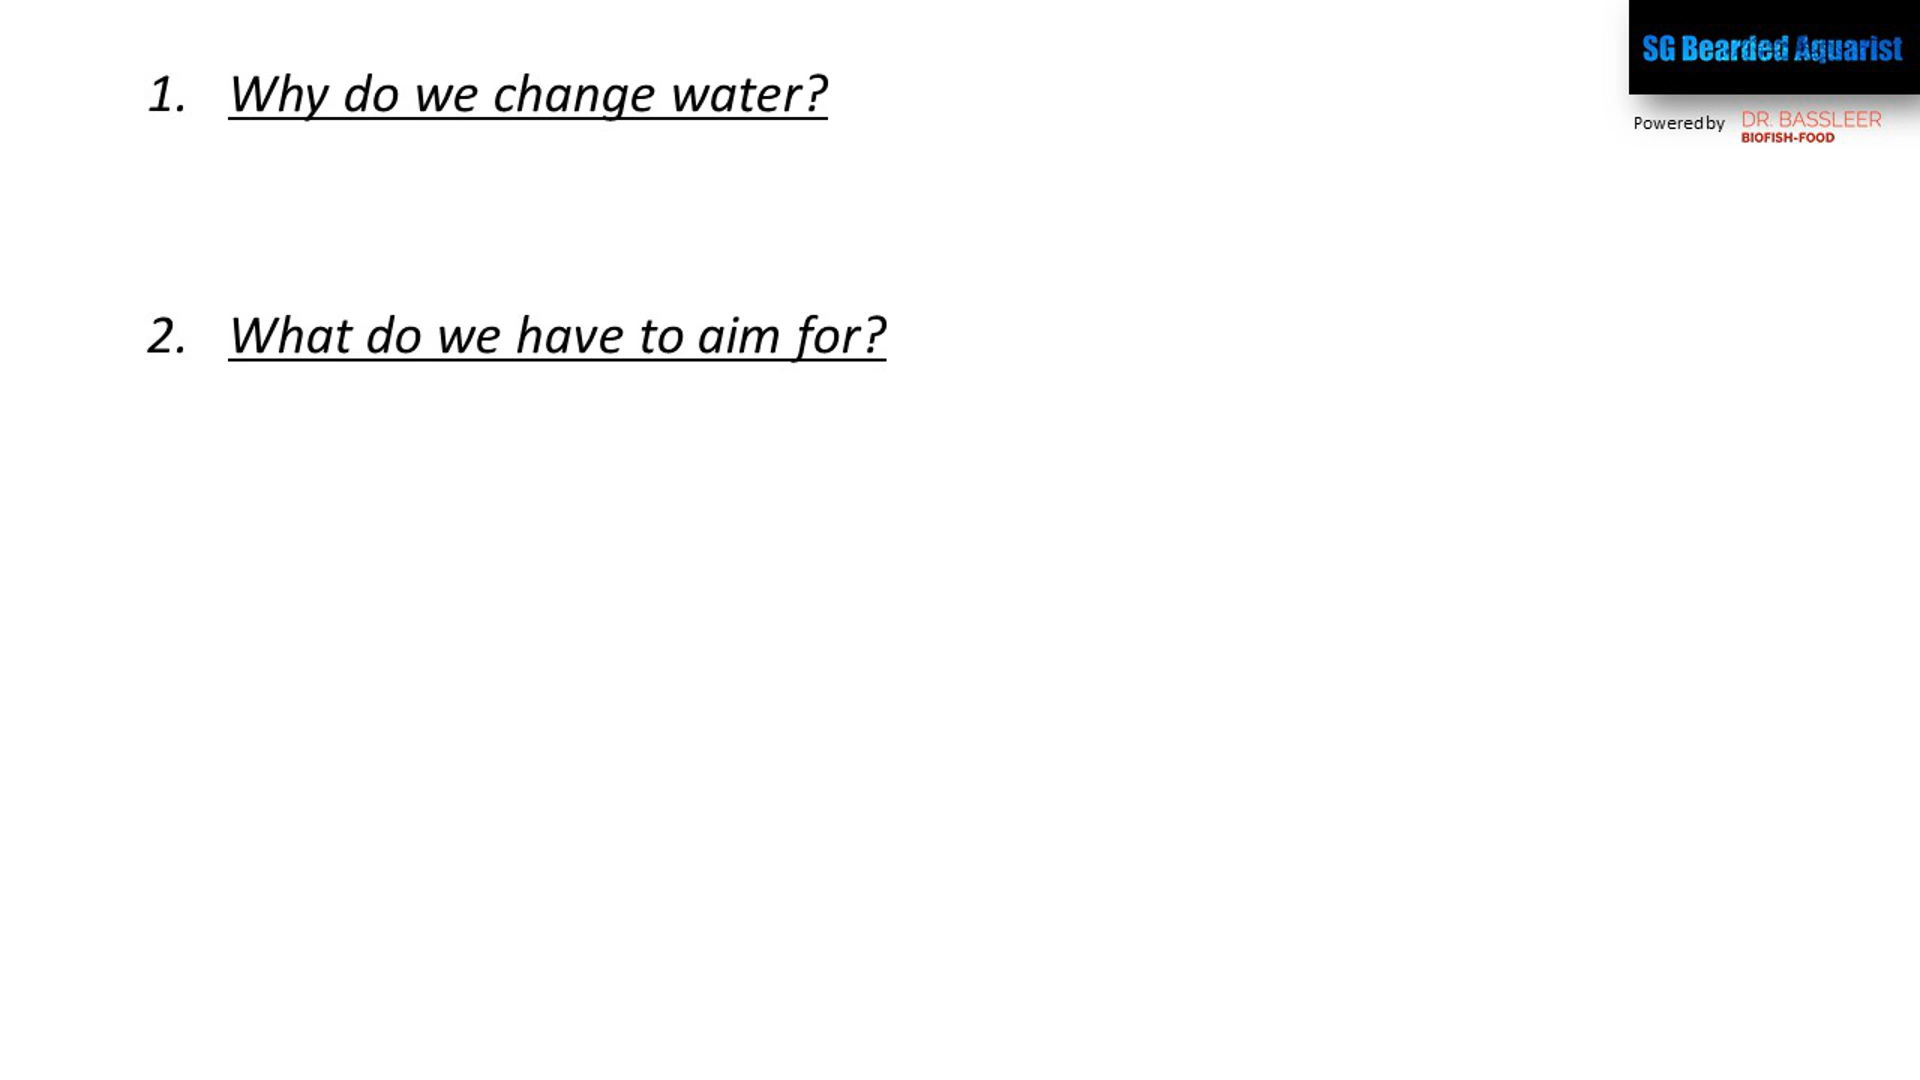 1. Why do we change water?
2. What do we have to aim for?
SG Bearded Aquarist
Powered by
DR. BASSLEER
BIOFISH-FOOD